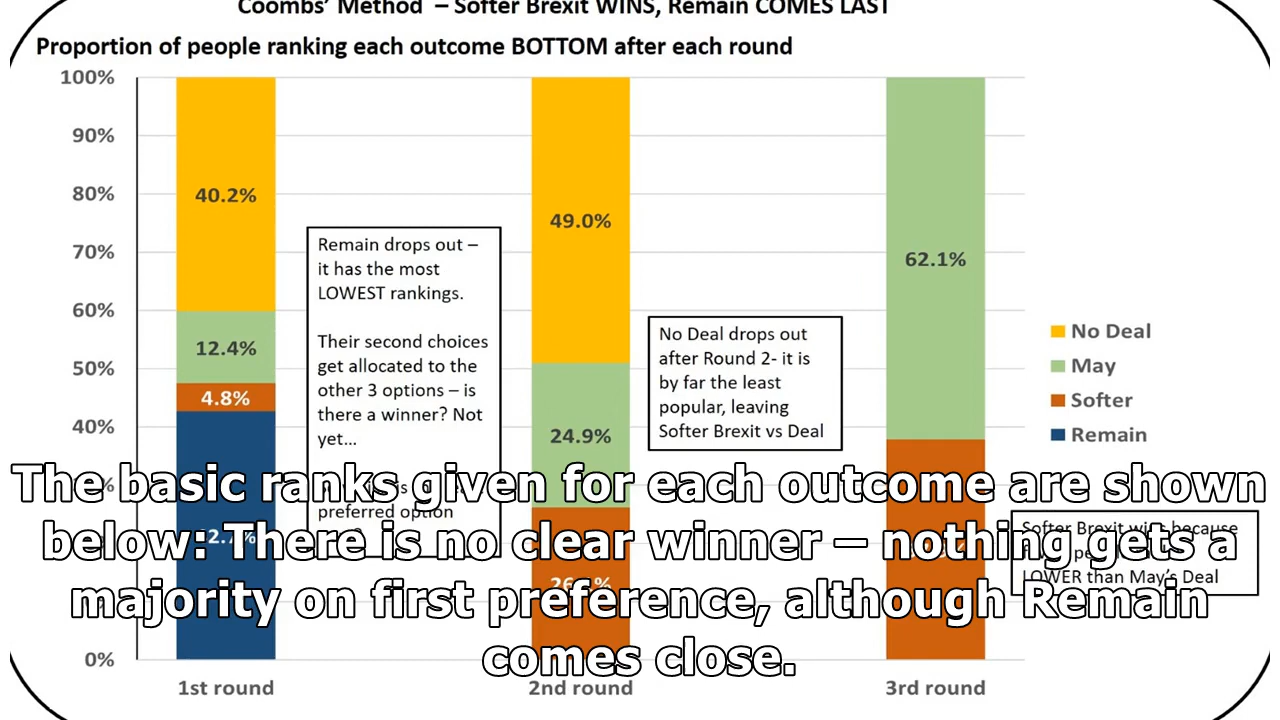 Coombs' Method – Softer Brexit WINS, Remain COMES LAST
Proportion of people ranking each outcome BOTTOM after each round
100%
90%
80%
70%
60%
50%
40%
0%
40.2%
12.4%
4.8%
Remain drops out –
it has the most
LOWEST rankings.
Their second choices
get allocated to the
other 3 options – is
there a winner? Not
yet...
preferred option
49.0%
24.9%
No Deal drops out
after Round 2- it is
by far the least
popular, leaving
Softer Brexit vs Deal
62.1%
No Deal
May
Softer
Remain
Softer Brexit wins because
LOWER than May's Deal
The basic ranks given for each outcome are shown
below: There is no clear winner – nothing gets a
majority on first preference, although Remain
comes close.
1st round
2nd round
3rd round